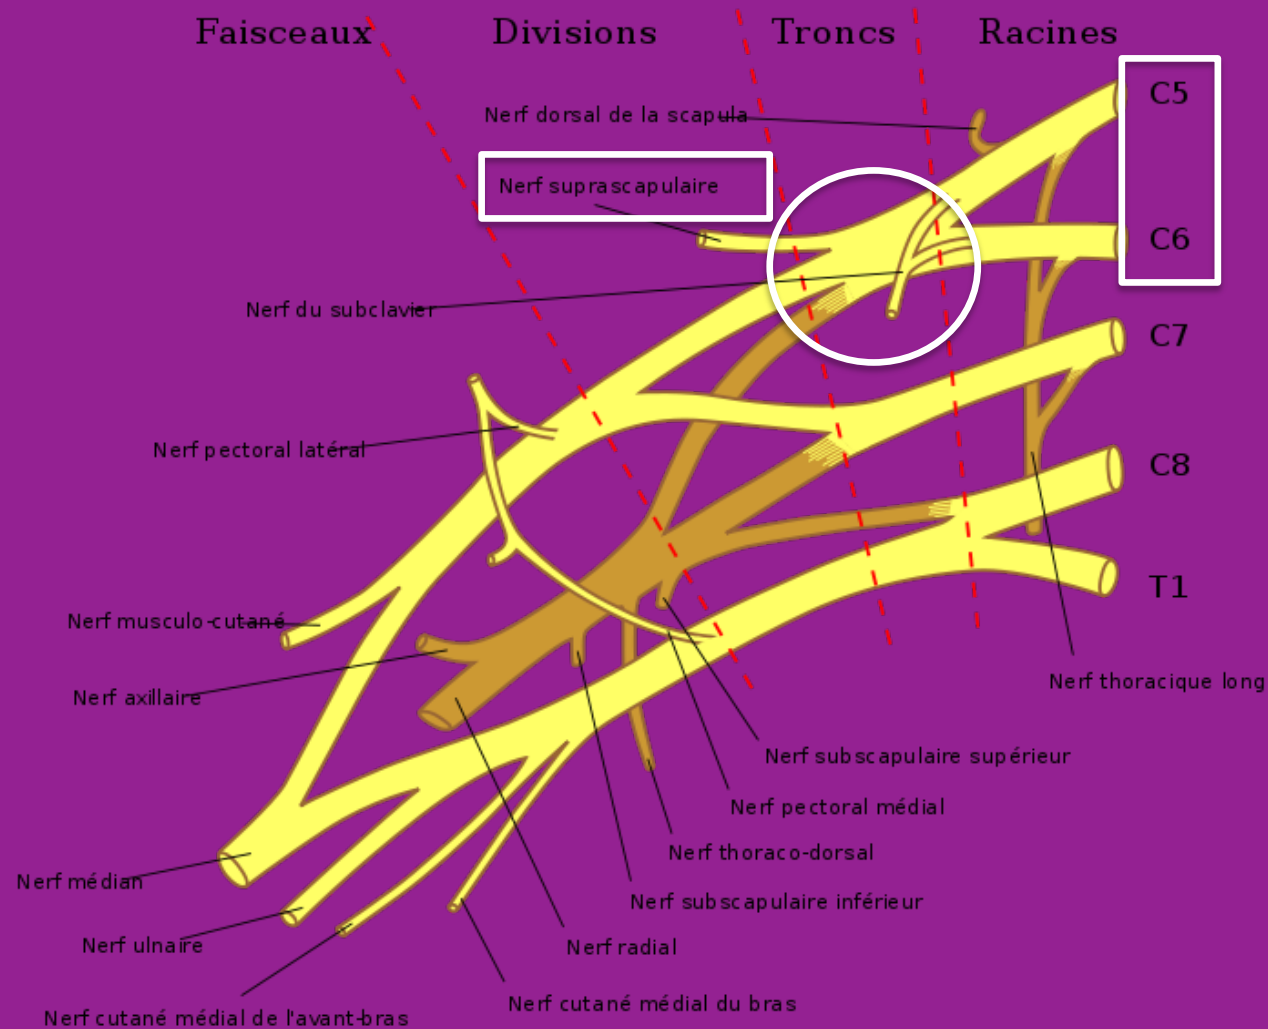 Faisceaux Divisions Troncs Racines
C5
Nerf dorsal de la scapula
Nerf suprascapulaire
C6
Nerf du subclavier
C7
Nerf pectoral latéral
C8
T1
Nerf musculo-cutané
Nerf thoracique long
Nerf axillaire
Nerf subscapulaire supérieur
Nerf pectoral médial
Nerf thoraco-dorsal
Nerf médian
Nerf subscapulaire inférieur
Nerf ulnaire
Nerf radial
Nerf cutané médial du bras
Nerf cutané médial de l'avant-bras